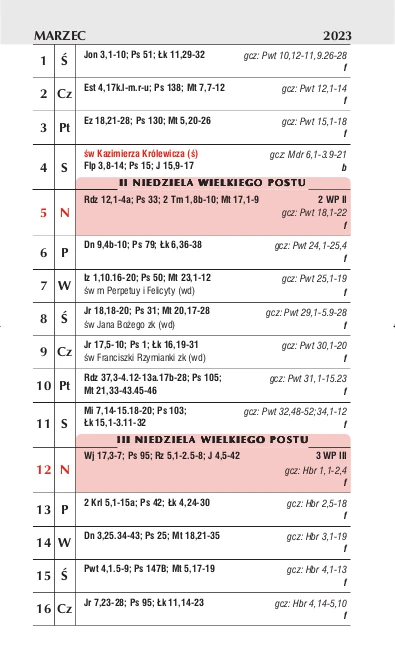 MARZEC 2023
1 Ś Jon 3,1-10; Ps 51; Łk 11,29-32 gcz: Pwt 10,12-11,9.26-28
f
2 Cz Est 4,17k.l-m.r-u; Ps 138; Mt 7,7-12 gcz: Pwt 12,1-14
f
3 Pt Ez 18,21-28; Ps 130; Mt 5,20-26 gcz: Pwt 15,1-18
f
4 S św Kazimierza Królewicza (ś) gcz: Mdr 6,1-3.9-21
Flp 3,8-14; Ps 15; J 15,9-17 b
II NIEDZIELA WIELKIEGO POSTU
5 N Rdz 12,1-4a; Ps 33; 2 Tm 1,8b-10; Mt 17,1-9 2 WP II
gcz: Pwt 18,1-22
f
6 P Dn 9,4b-10; Ps 79; Łk 6,36-38 gcz: Pwt 24,1-25,4
f
7 W Iz 1,10.16-20; Ps 50; Mt 23,1-12 gcz: Pwt 25,1-19
św m Perpetuy i Felicyty (wd) f
8 Ś Jr 18,18-20; Ps 31; Mt 20,17-28 gcz: Pwt 29,1-5.9-28
św Jana Bożego zk (wd) f
9 Cz Jr 17,5-10; Ps 1; Łk 16,19-31 gcz: Pwt 30,1-20
św Franciszki Rzymianki zk (wd) f
10 Pt Rdz 37,3-4.12-13a.17b-28; Ps 105; gcz: Pwt 31,1-15.23
Mt 21,33-43.45-46 f
11 S Mi 7,14-15.18-20; Ps 103; gcz: Pwt 32,48-52;34,1-12
Łk 15,1-3.11-32 f
III NIEDZIELA WIELKIEGO POSTU
12 N Wj 17,3-7; Ps 95; Rz 5,1-2.5-8; J 4,5-42 3 WP III
gcz: Hbr 1,1-2,4
f
13 P 2 Krl 5,1-15a; Ps 42; Łk 4,24-30 gcz: Hbr 2,5-18
f
14 W Dn 3,25.34-43; Ps 25; Mt 18,21-35 gcz: Hbr 3,1-19
f
15 Ś Pwt 4,1.5-9; Ps 147B; Mt 5,17-19 gcz: Hbr 4,1-13
f
16 Cz Jr 7,23-28; Ps 95; Łk 11,14-23 gcz: Hbr 4,14-5,10
f